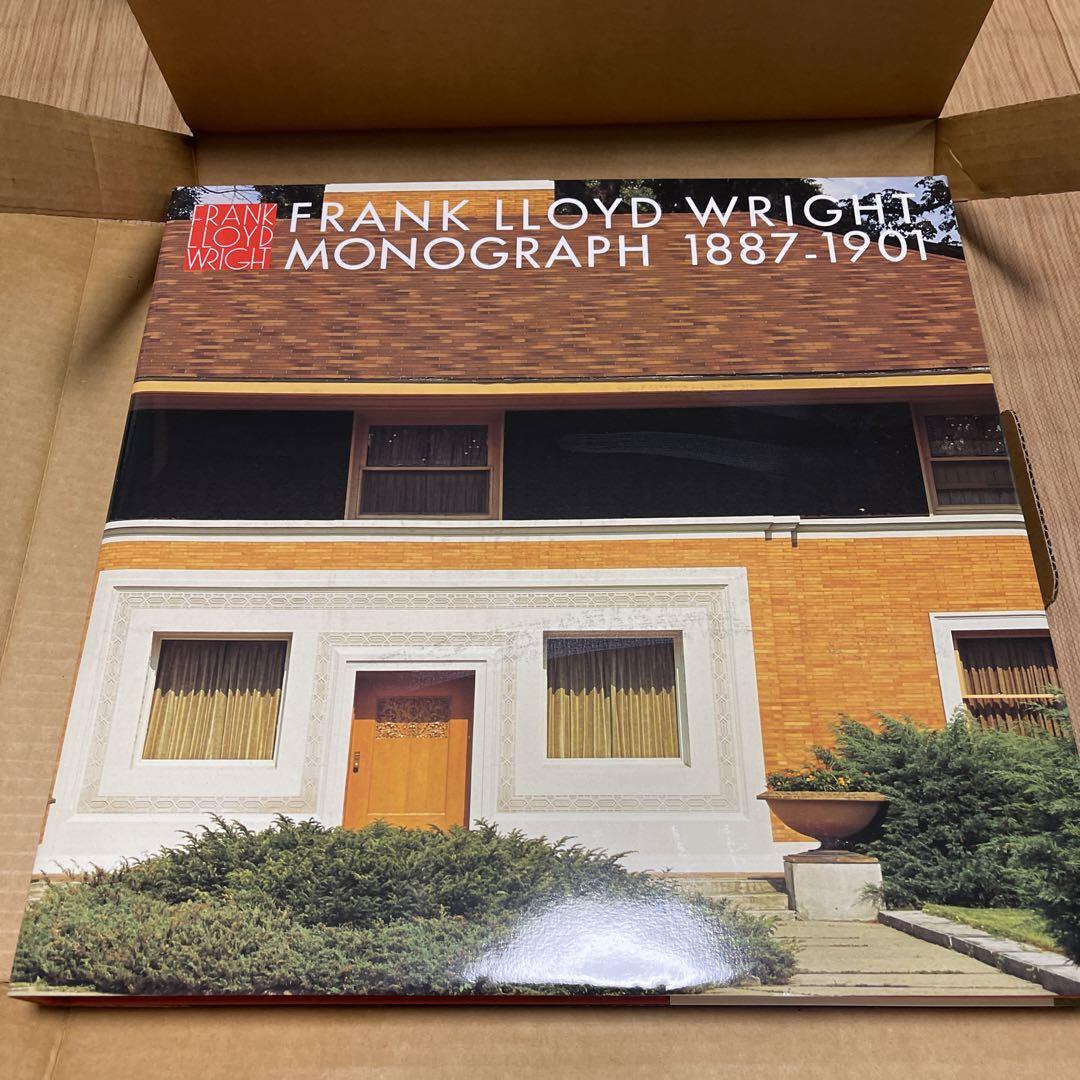 FRANK
LLOYD
WRIGH
FRANK LLOYD WRIGHT
MONOGRAPH 1887-1901